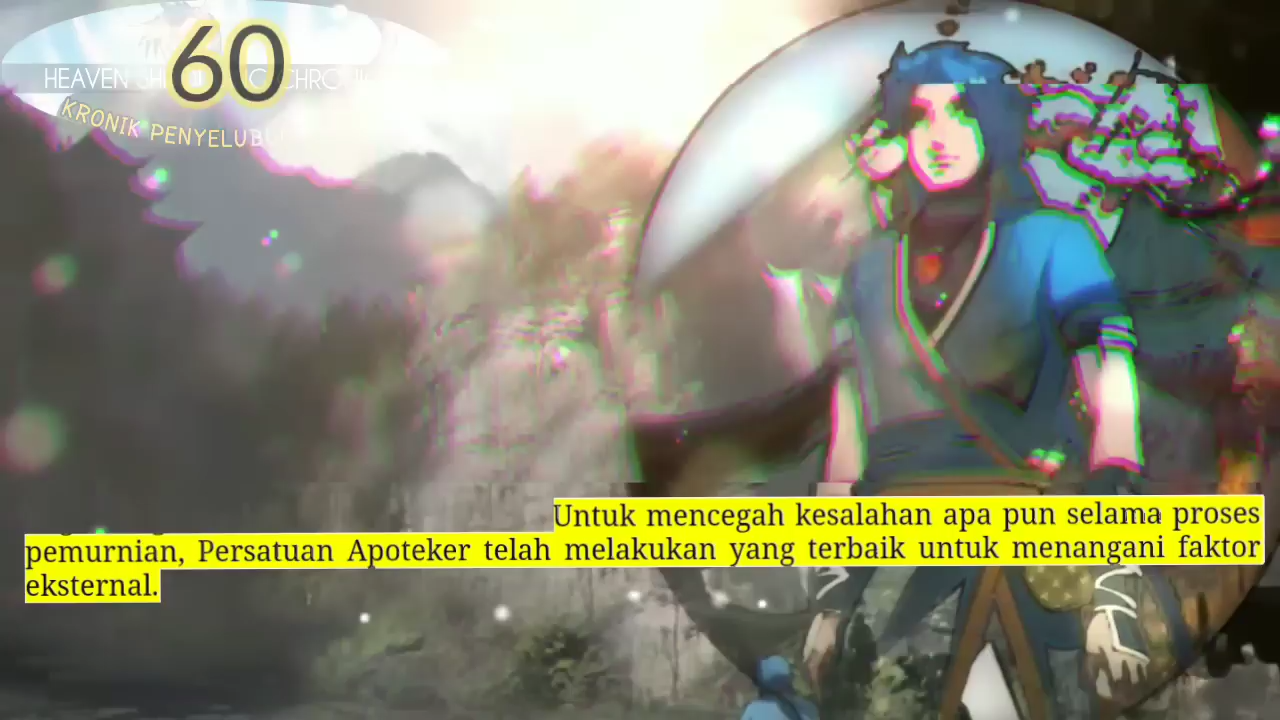 60
HEAVEN
KRONIK
Untuk mencegah kesalahan apa pun selama proses
pemurnian, Persatuan Apoteker telah melakukan yang terbaik untuk menangani faktor
eksternal.